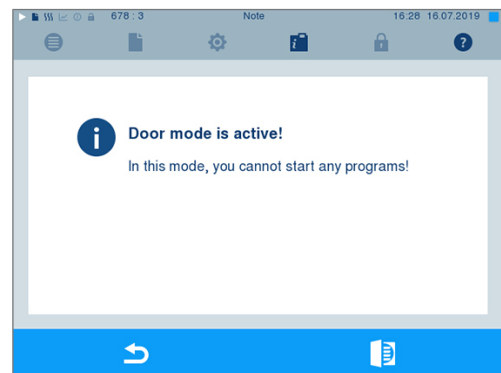 678 : 3 Note 16:28 16.07.2019
Door mode is active!
In this mode, you cannot start any programs!